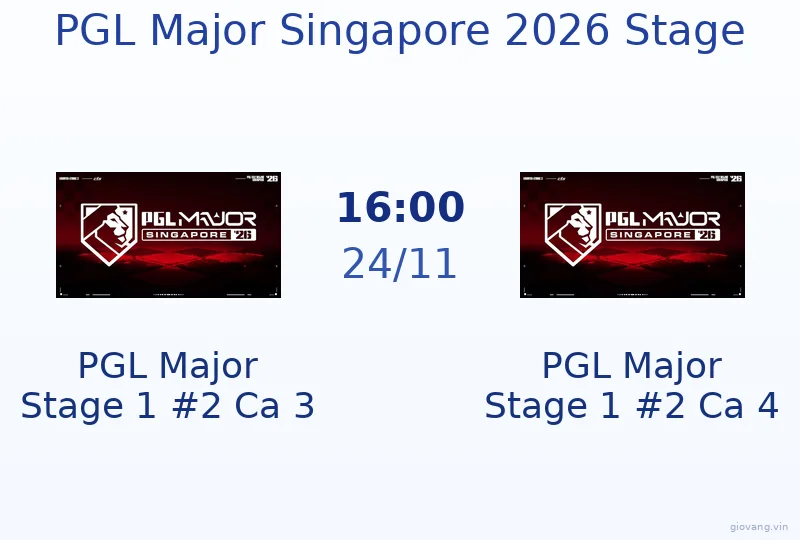 PGL Major Singapore 2026 Stage
PGL MAJOR
SINGAPORE '26
16:00
24/11
PGL MAJOR
SINGAPORE '26
PGL Major
Stage 1 #2 Ca 3
PGL Major
Stage 1 #2 Ca 4
giovang.vin